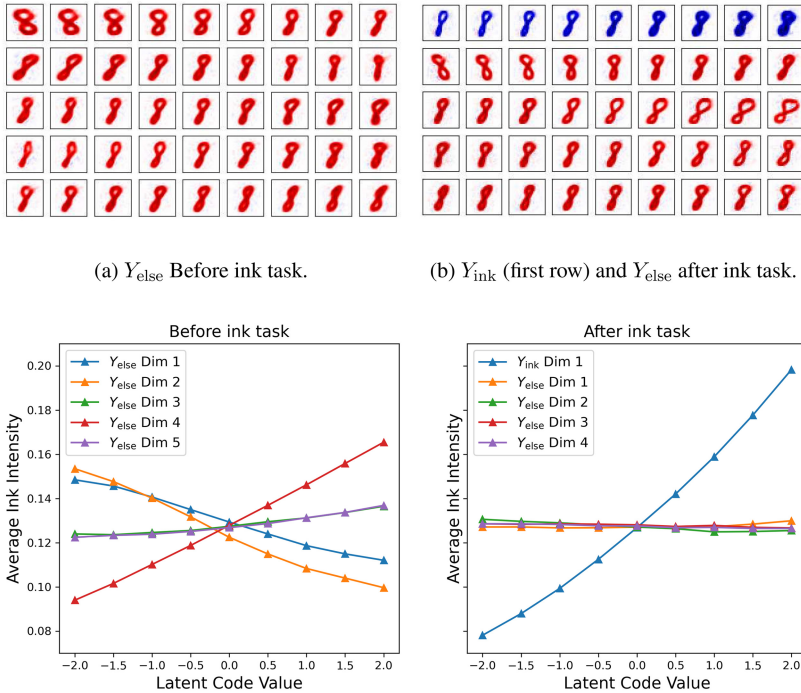 (a) Y_else Before ink task.
(b) Y_ink (first row) and Y_else after ink task.
Before ink task
Average Ink Intensity
0.20
0.18
0.16
0.14
0.12
0.10
0.08
Y_else Dim 1
Y_else Dim 2
Y_else Dim 3
Y_else Dim 4
Y_else Dim 5
−2.0 −1.5 −1.0 −0.5 0.0 0.5 1.0 1.5 2.0
Latent Code Value
After ink task
Average Ink Intensity
Y_ink Dim 1
Y_else Dim 1
Y_else Dim 2
Y_else Dim 3
Y_else Dim 4
−2.0 −1.5 −1.0 −0.5 0.0 0.5 1.0 1.5 2.0
Latent Code Value